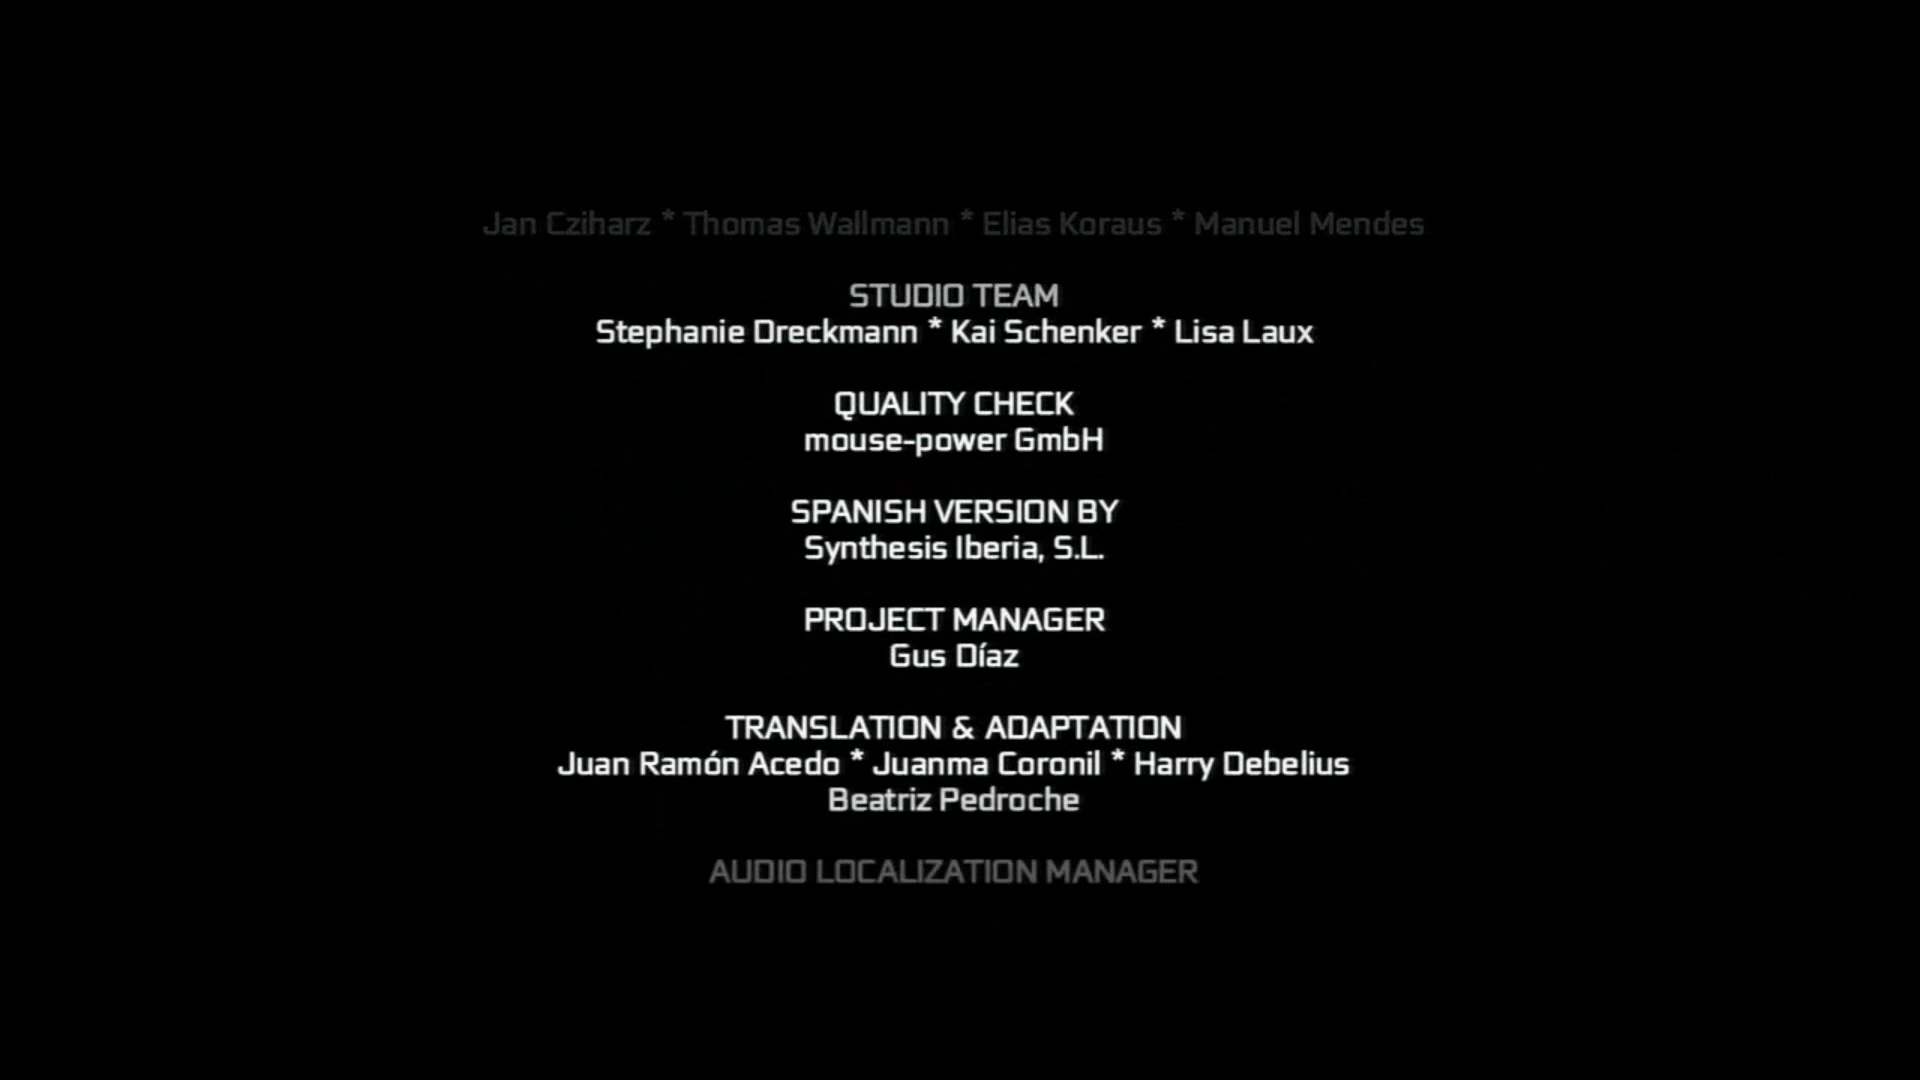 Jan Cziharz * Thomas Wallmann * Elias Koraus * Manuel Mendes
STUDIO TEAM
Stephanie Dreckmann * Kai Schenker * Lisa Laux
QUALITY CHECK
mouse-power GmbH
SPANISH VERSION BY
Synthesis Iberia, S.L.
PROJECT MANAGER
Gus Díaz
TRANSLATION & ADAPTATION
Juan Ramón Acedo * Juanma Coronil * Harry Debelius
Beatriz Pedroche
AUDIO LOCALIZATION MANAGER